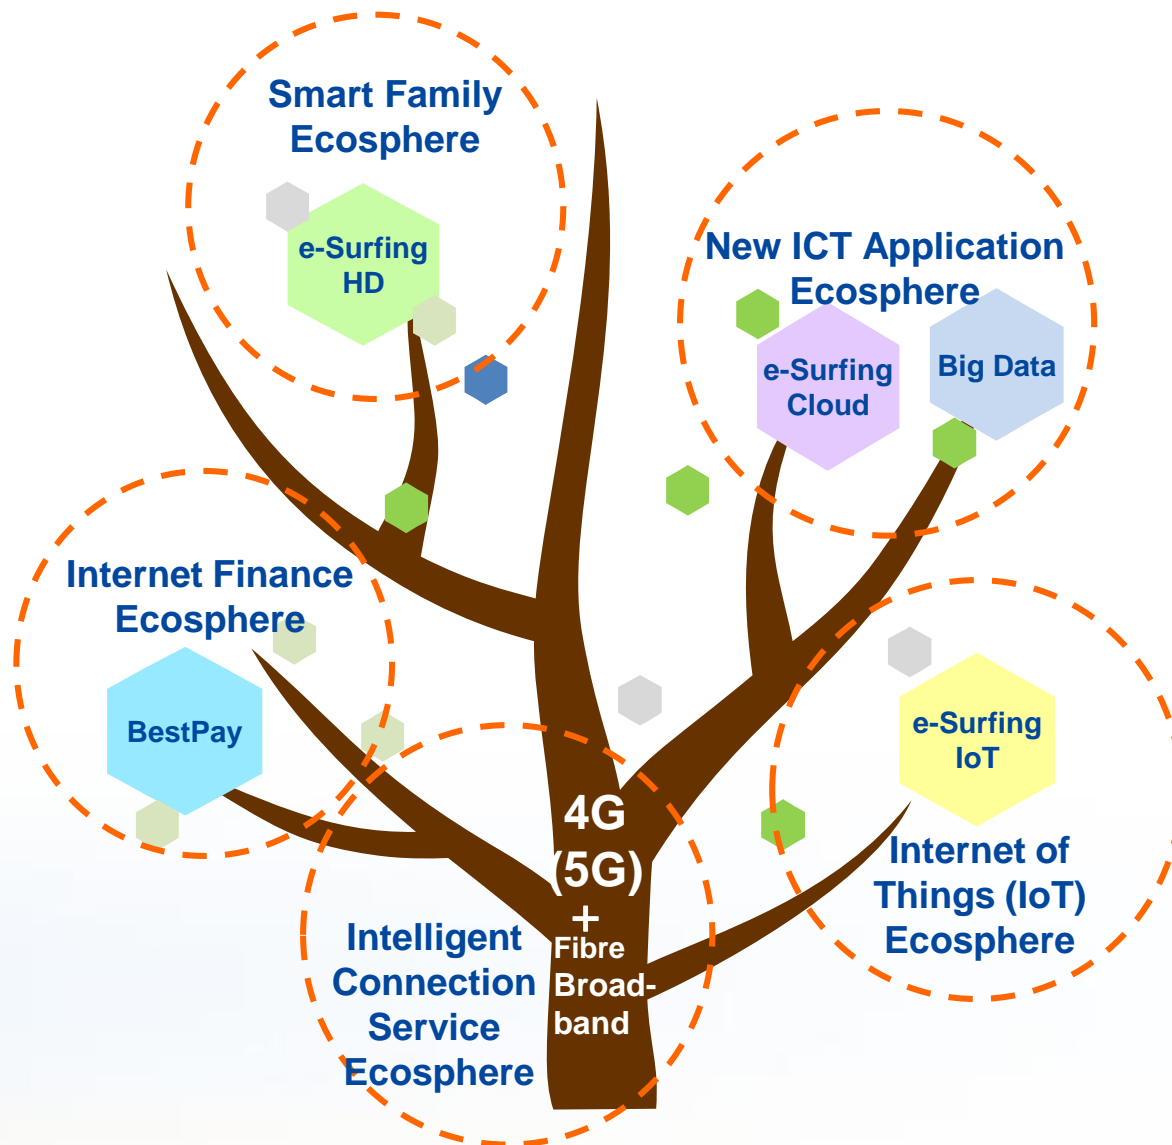 Smart Family
Ecosphere
e-Surfing
HD
New ICT Application
Ecosphere
e-Surfing
Cloud
Big Data
Internet Finance
Ecosphere
BestPay
e-Surfing
IoT
Internet of
Things (IoT)
Ecosphere
4G
(5G)
+
Fibre
Broad-
band
Intelligent
Connection
Service
Ecosphere